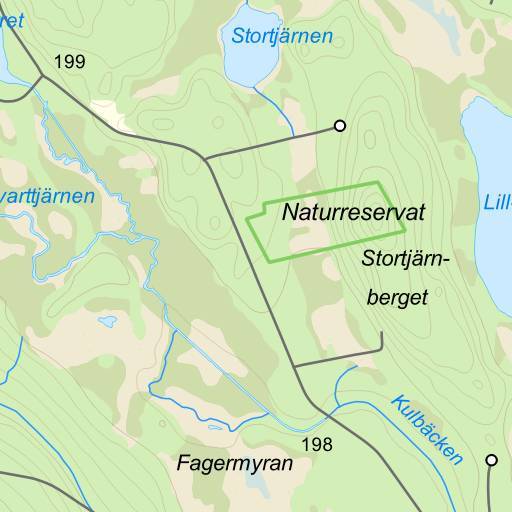 Stortjärnen
199
Naturreservat
Stortjärn-
berget
Kulbäcken
198
Fagermyran